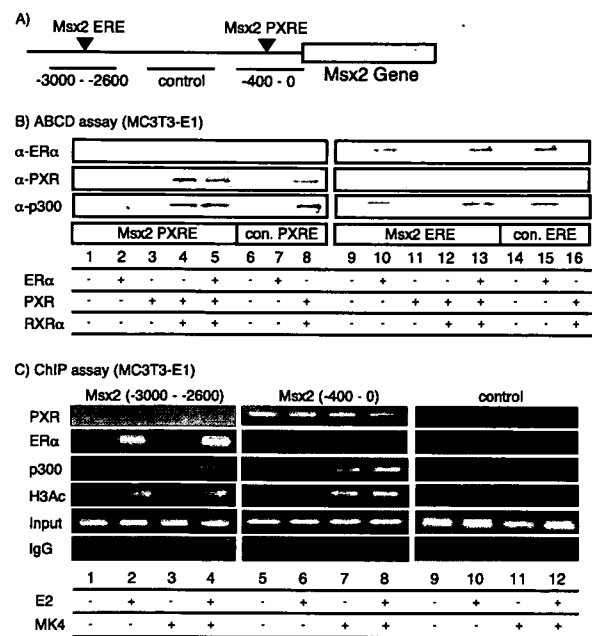 A)
Msx2 ERE
Msx2 PXRE
-3000 - -2600
control
-400 - 0
Msx2 Gene
B) ABCD assay (MC3T3-E1)
α-ERα
α-PXR
α-p300
Msx2 PXRE con. PXRE Msx2 ERE con. ERE
1 2 3 4 5 6 7 8 9 10 11 12 13 14 15 16
ERα - + - - + - + - - + - - + - + -
PXR - - + + + - - + - - + + + - - +
RXRα - - - + + - - + - - - + + - - +
C) ChIP assay (MC3T3-E1)
Msx2 (-3000 - -2600) Msx2 (-400 - 0) control
PXR
ERα
p300
H3Ac
Input
IgG
1 2 3 4 5 6 7 8 9 10 11 12
E2 - + - + - + - + - + - +
MK4 - - + + - - + + - - + +